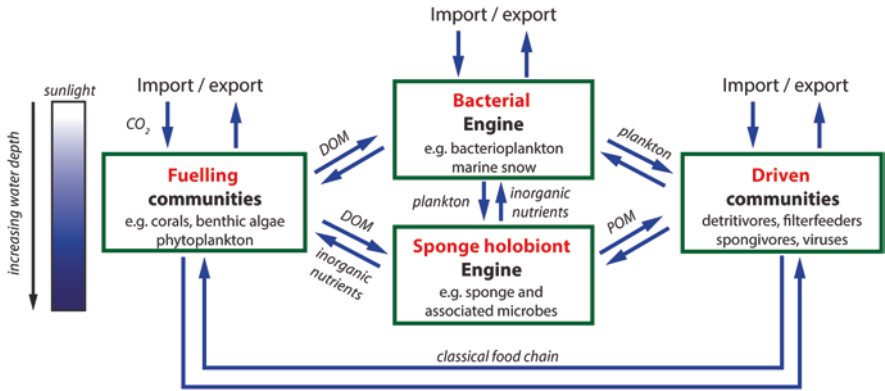 Import / export
sunlight
Import / export
Import / export
CO2
increasing water depth
Bacterial
Engine
e.g. bacterioplankton
marine snow
DOM
plankton
Fuelling
communities
e.g. corals, benthic algae
phytoplankton
Driven
communities
detritivores, filterfeeders
spongivores, viruses
plankton
inorganic
nutrients
DOM
inorganic
nutrients
POM
Sponge holobiont
Engine
e.g. sponge and
associated microbes
classical food chain